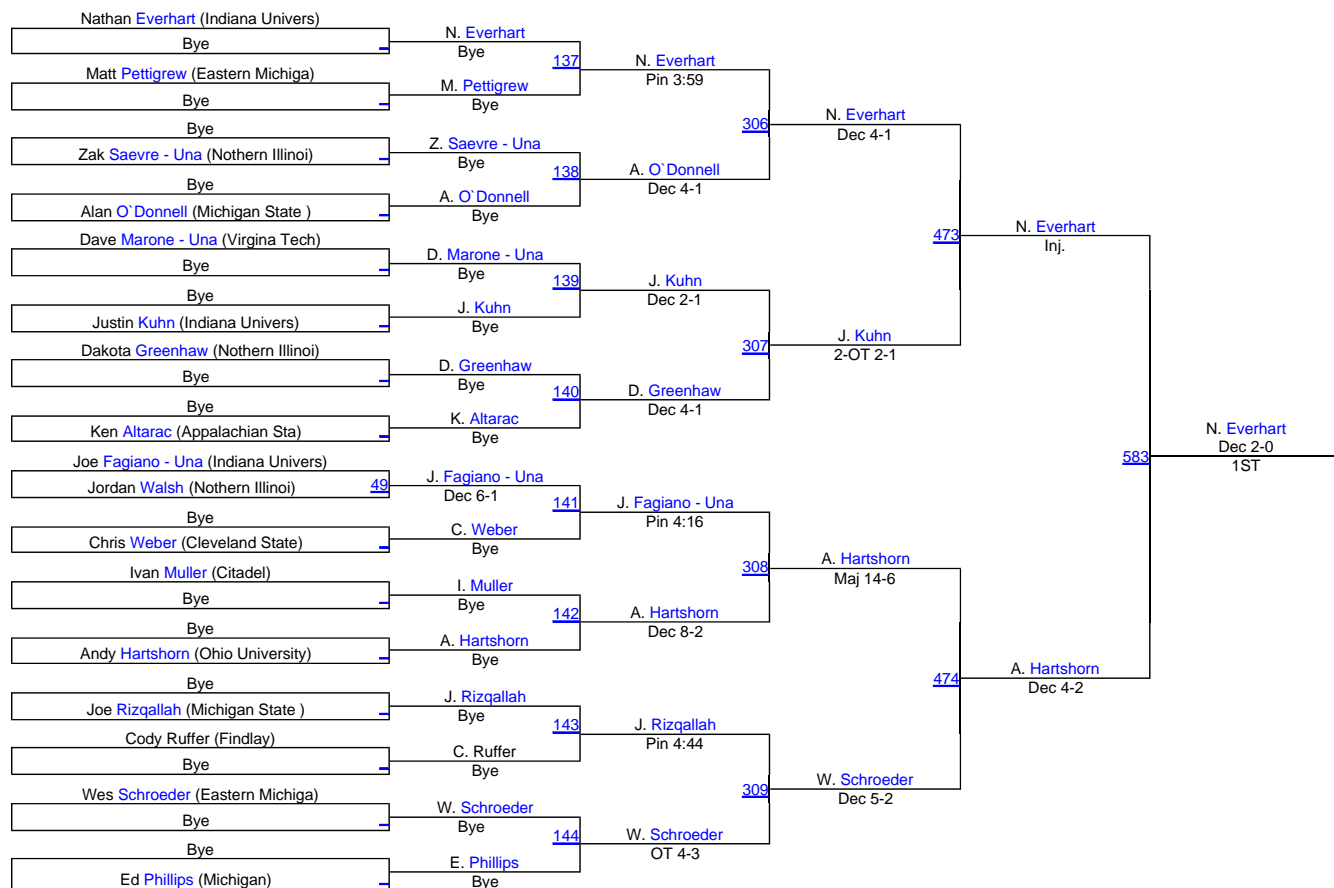 Nathan Everhart (Indiana Univers)
Bye
Matt Pettigrew (Eastern Michiga)
Bye
Bye
Zak Saevre - Una (Nothern Illinoi)
Bye
Alan O`Donnell (Michigan State )
Dave Marone - Una (Virgina Tech)
Bye
Bye
Justin Kuhn (Indiana Univers)
Dakota Greenhaw (Nothern Illinoi)
Bye
Bye
Ken Altarac (Appalachian Sta)
Joe Fagiano - Una (Indiana Univers)
Jordan Walsh (Nothern Illinoi) 49
Bye
Chris Weber (Cleveland State)
Ivan Muller (Citadel)
Bye
Bye
Andy Hartshorn (Ohio University)
Bye
Joe Rizqallah (Michigan State )
Cody Ruffer (Findlay)
Bye
Wes Schroeder (Eastern Michiga)
Bye
Bye
Ed Phillips (Michigan)
N. Everhart
Bye
137
M. Pettigrew
Bye
Z. Saevre - Una
Bye
138
A. O`Donnell
Bye
D. Marone - Una
Bye
139
J. Kuhn
Bye
D. Greenhaw
Bye
140
K. Altarac
Bye
J. Fagiano - Una
Dec 6-1
141
C. Weber
Bye
I. Muller
Bye
142
A. Hartshorn
Bye
J. Rizqallah
Bye
143
C. Ruffer
Bye
W. Schroeder
Bye
144
E. Phillips
Bye
N. Everhart
Pin 3:59
306
A. O`Donnell
Dec 4-1
J. Kuhn
Dec 2-1
307
D. Greenhaw
Dec 4-1
J. Fagiano - Una
Pin 4:16
308
A. Hartshorn
Dec 8-2
J. Rizqallah
Pin 4:44
309
W. Schroeder
OT 4-3
N. Everhart
Dec 4-1
473
J. Kuhn
2-OT 2-1
A. Hartshorn
Maj 14-6
474
W. Schroeder
Dec 5-2
N. Everhart
Inj.
583
A. Hartshorn
Dec 4-2
N. Everhart
Dec 2-0
1ST